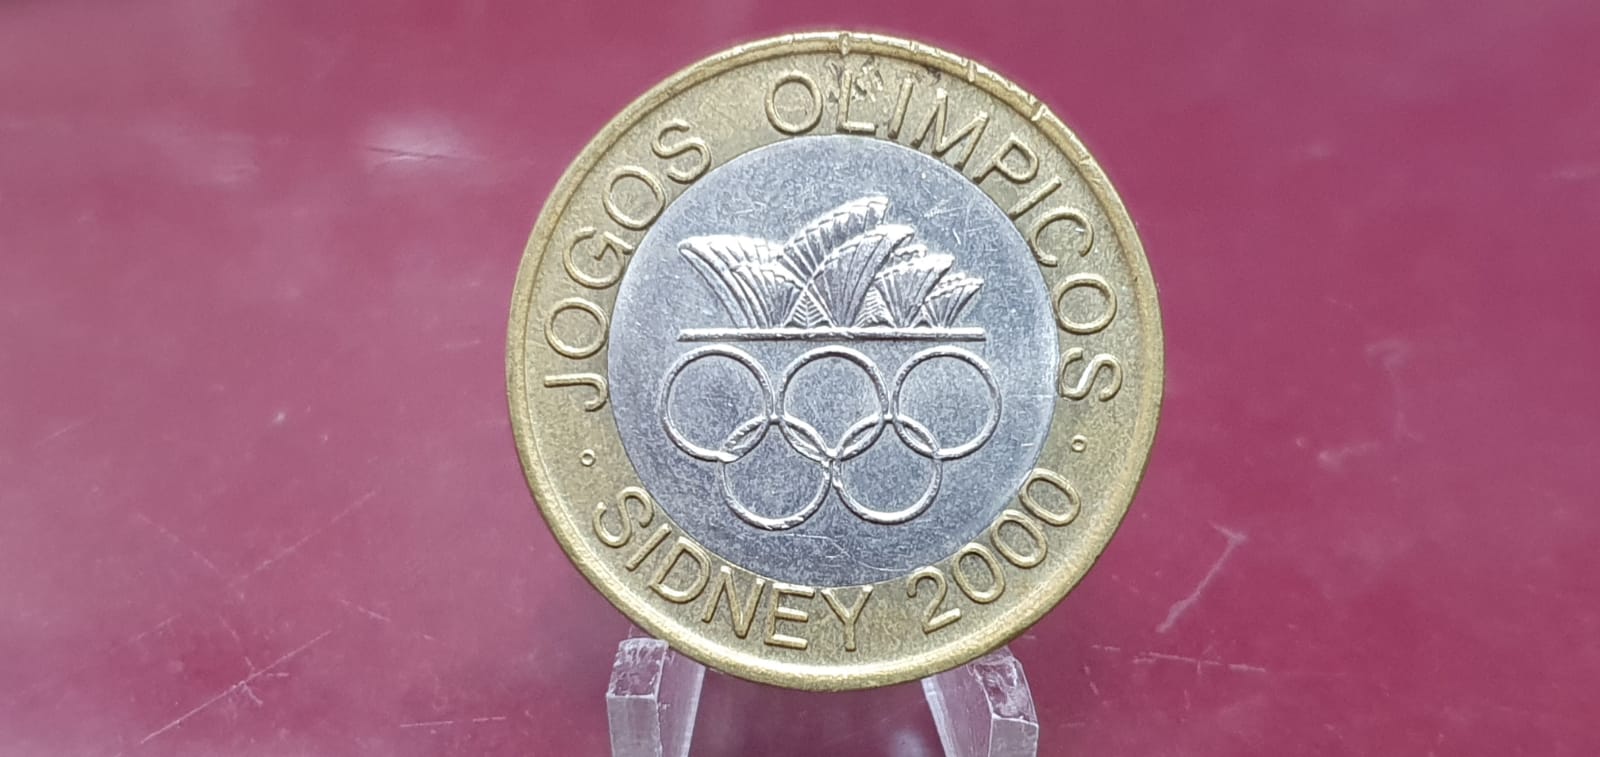 JOGOS OLIMPICOS
· SIDNEY 2000 ·